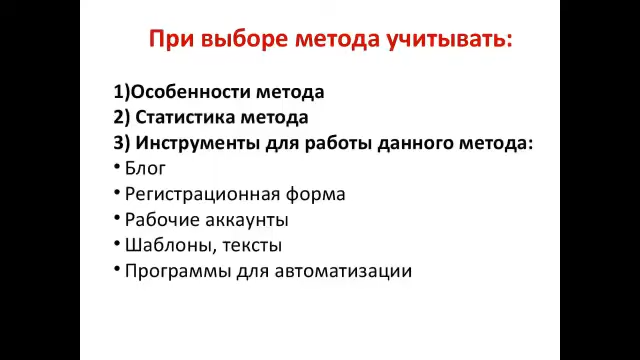 При выборе метода учитывать:
1)Особенности метода
2) Статистика метода
3) Инструменты для работы данного метода:
• Блог
• Регистрационная форма
• Рабочие аккаунты
• Шаблоны, тексты
• Программы для автоматизации